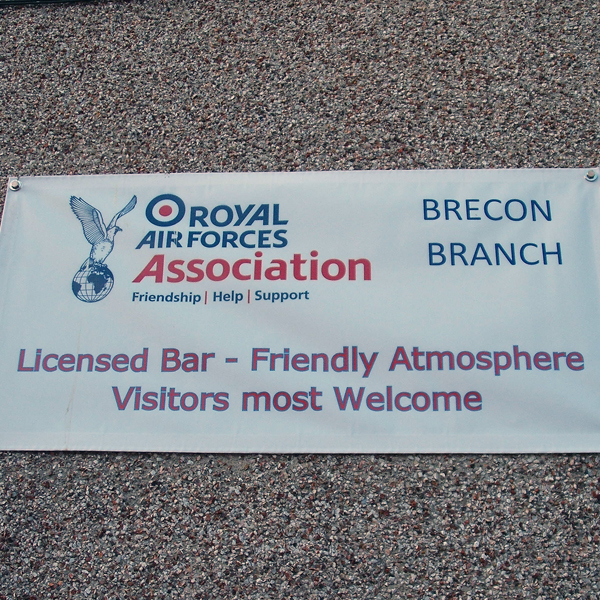 ROYAL
AIR FORCES
Association
Friendship | Help | Support
BRECON
BRANCH
Licensed Bar - Friendly Atmosphere
Visitors most Welcome